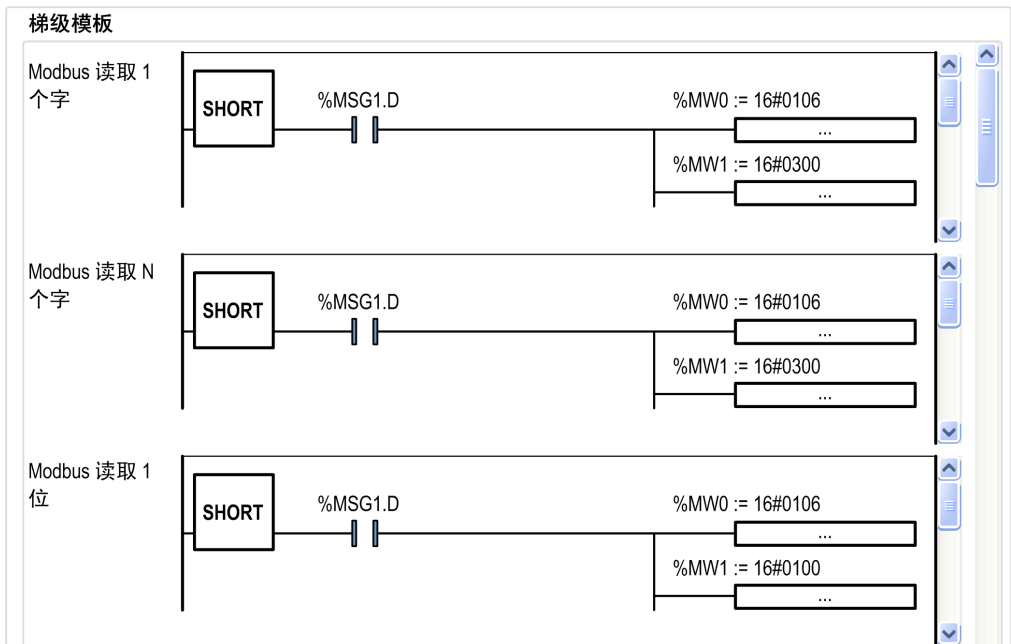 梯级模板
Modbus 读取 1
个字
SHORT
%MSG1.D
%MW0 := 16#0106
...
%MW1 := 16#0300
...
Modbus 读取 N
个字
SHORT
%MSG1.D
%MW0 := 16#0106
...
%MW1 := 16#0300
...
Modbus 读取 1
位
SHORT
%MSG1.D
%MW0 := 16#0106
...
%MW1 := 16#0100
...